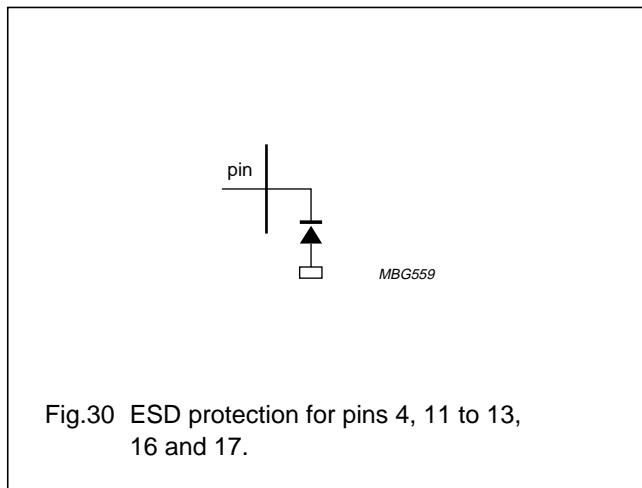 pin
MBG559
Fig.30 ESD protection for pins 4, 11 to 13,
16 and 17.